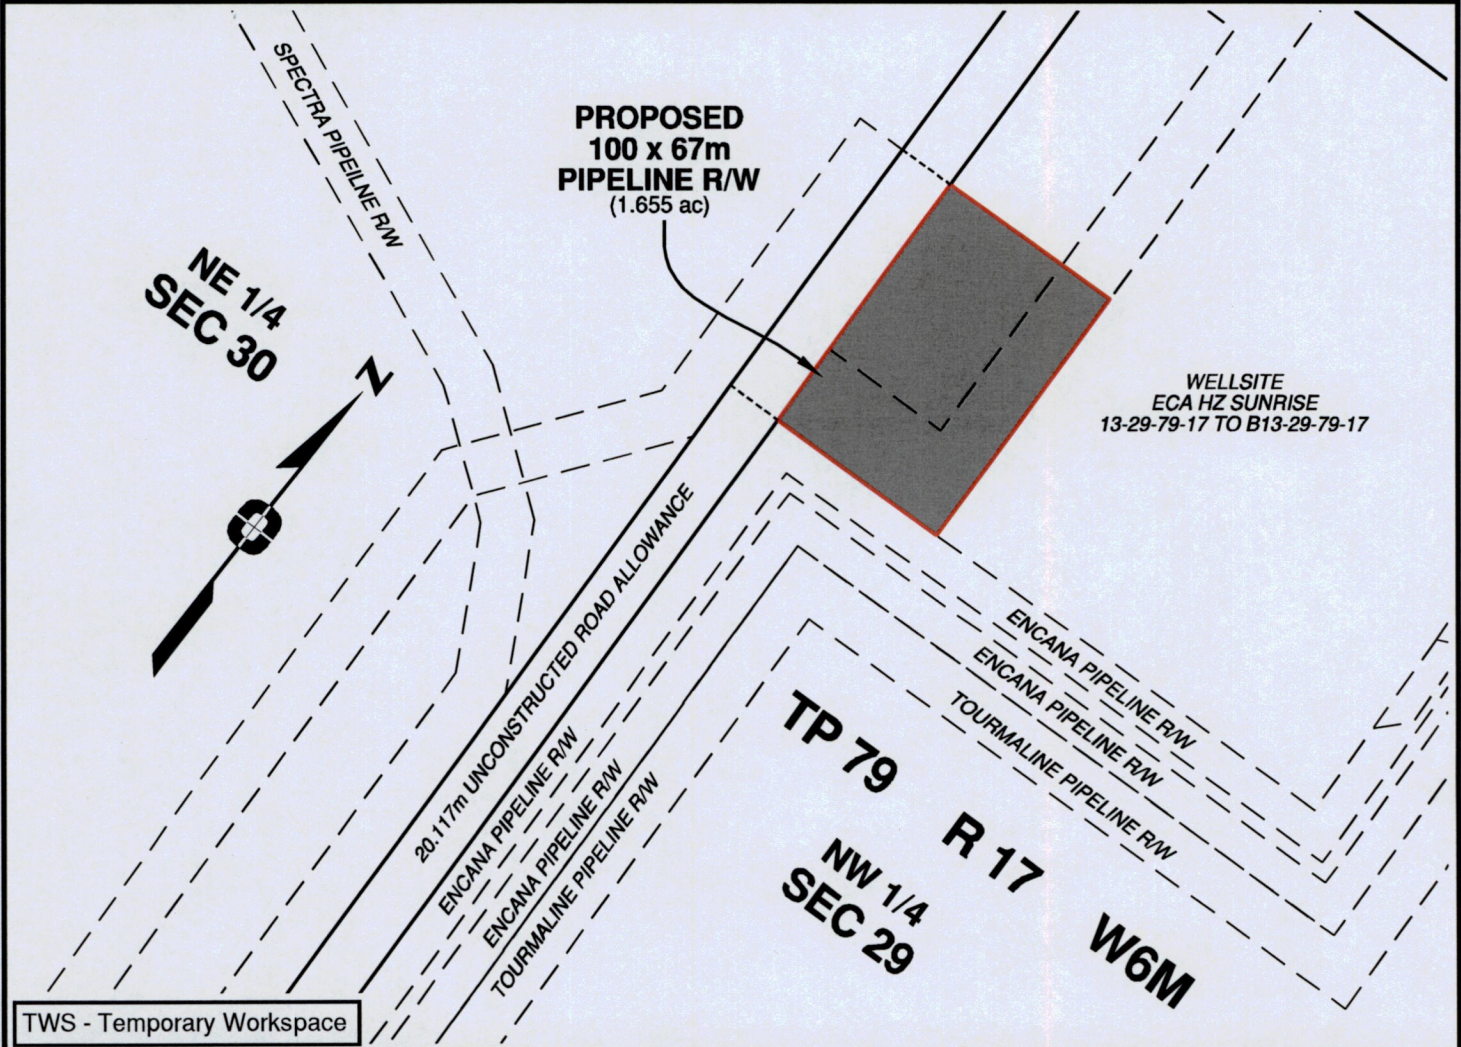 SPECTRA PIPEILNE R/W
PROPOSED
100 x 67m
PIPELINE R/W
(1.655 ac)
NE 1/4
SEC 30
N
WELLSITE
ECA HZ SUNRISE
13-29-79-17 TO B13-29-79-17
20.117m UNCONSTRUCTED ROAD ALLOWANCE
ENCANA PIPELINE R/W
ENCANA PIPELINE R/W
TOURMALINE PIPELINE R/W
ENCANA PIPELINE R/W
ENCANA PIPELINE R/W
TOURMALINE PIPELINE R/W
TP 79 R 17 W6M
NW 1/4
SEC 29
TWS - Temporary Workspace